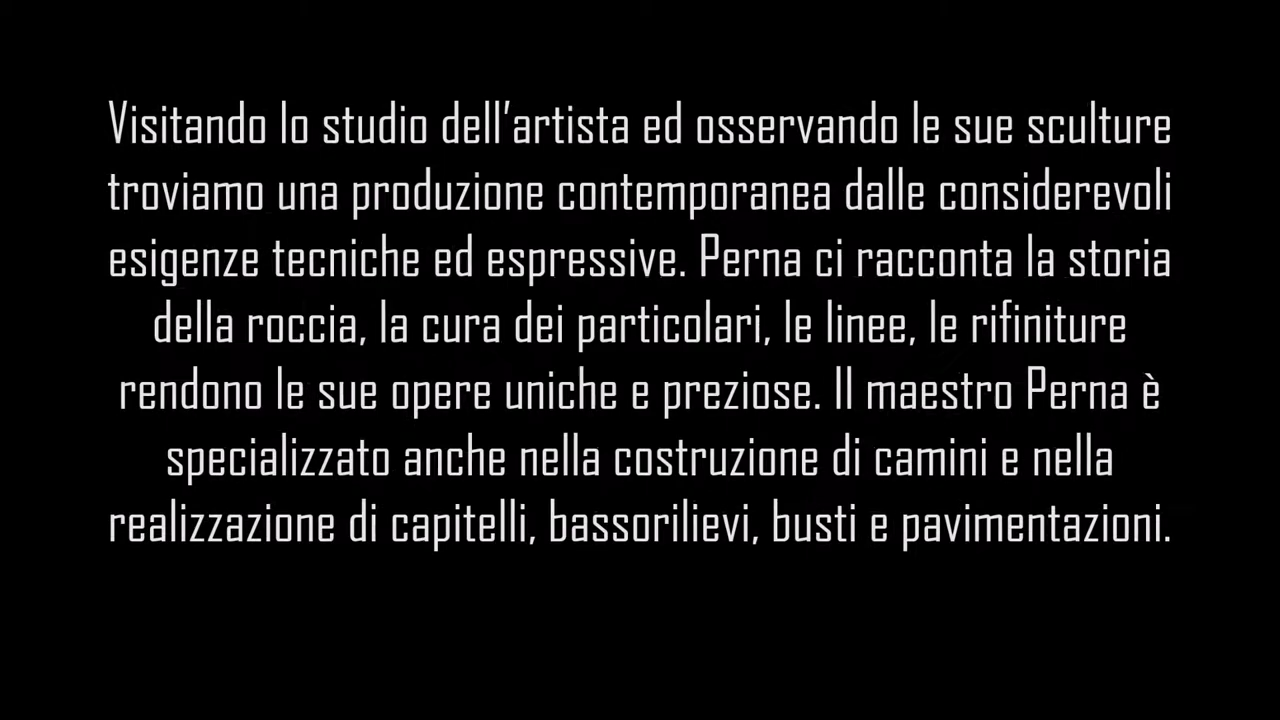 Visitando lo studio dell’artista ed osservando le sue sculture
troviamo una produzione contemporanea dalle considerevoli
esigenze tecniche ed espressive. Perna ci racconta la storia
della roccia, la cura dei particolari, le linee, le rifiniture
rendono le sue opere uniche e preziose. Il maestro Perna è
specializzato anche nella costruzione di camini e nella
realizzazione di capitelli, bassorilievi, busti e pavimentazioni.